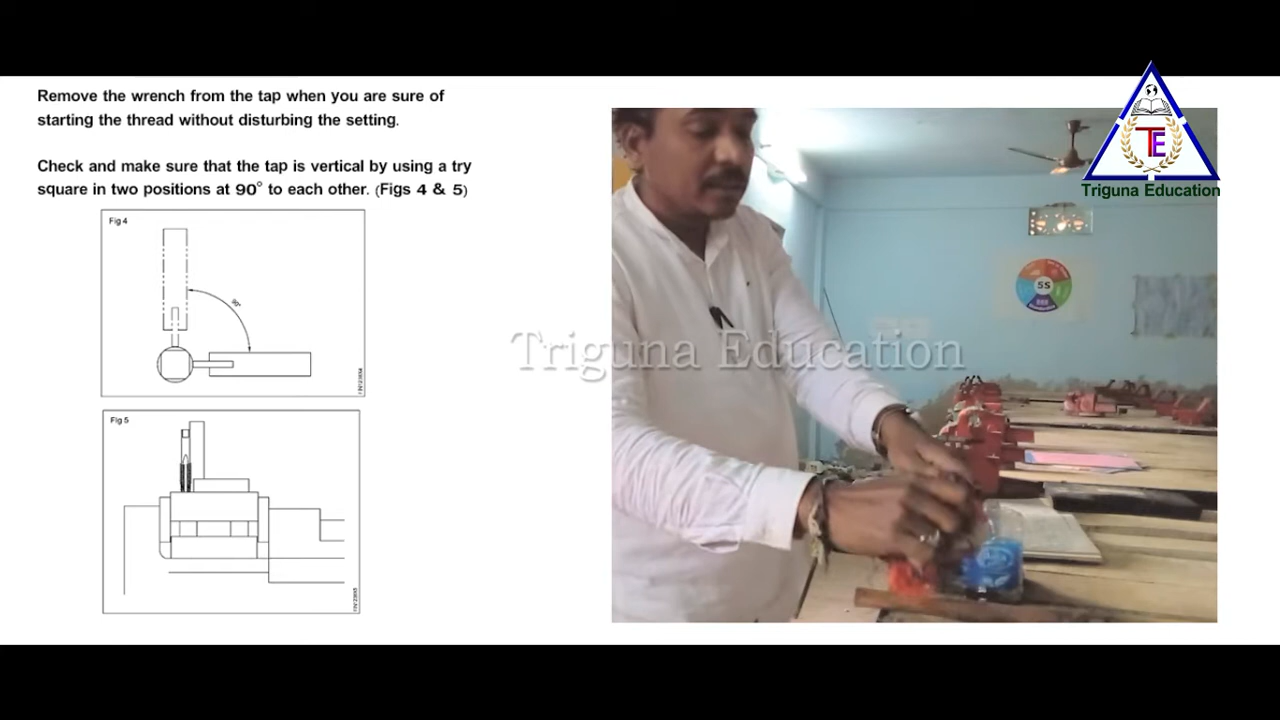 Remove the wrench from the tap when you are sure of
starting the thread without disturbing the setting.
Check and make sure that the tap is vertical by using a try
square in two positions at 90° to each other. (Figs 4 & 5)
Fig 4
90°
Fig 5
TE
Triguna Education
5S
Triguna Education